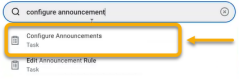 configure announcement
Configure Announcements
Task
Edit Announcement Rule
Task